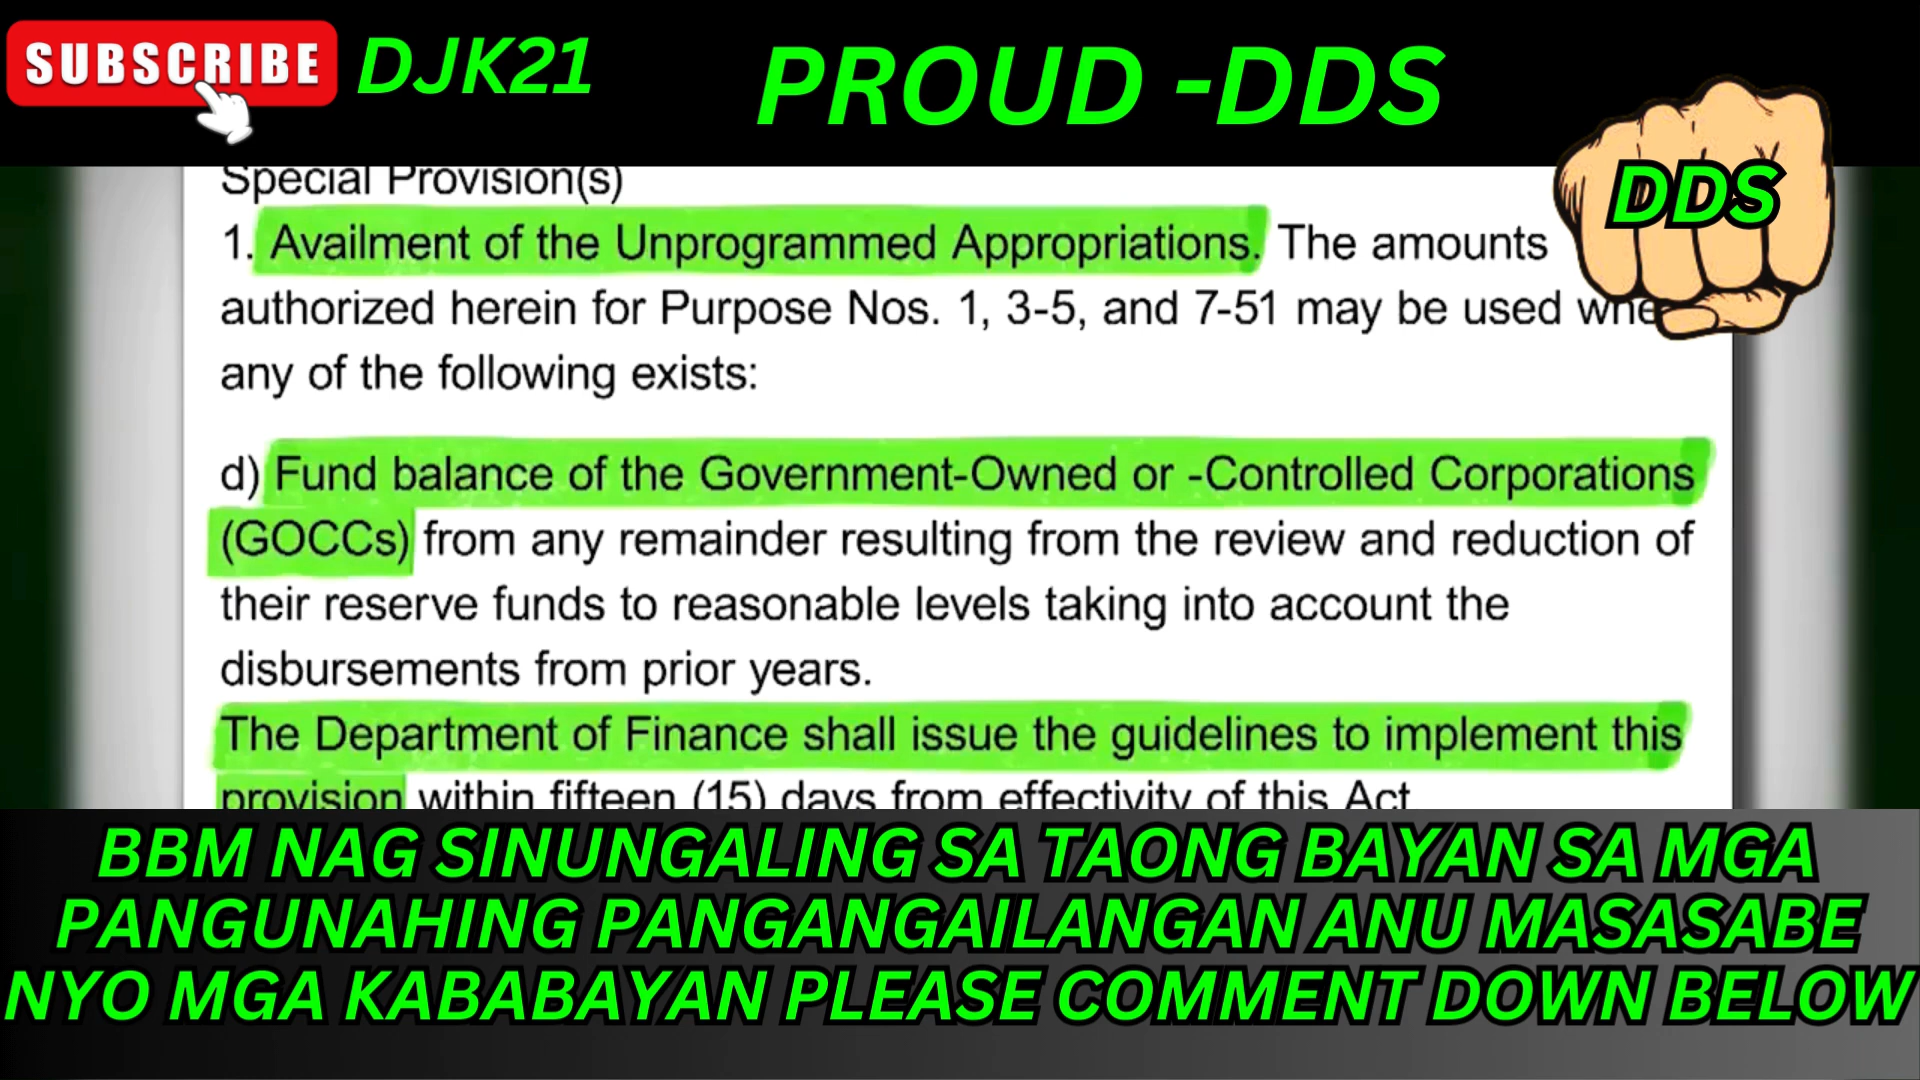 SUBSCRIBE
DJK21
PROUD -DDS
DDS
Special Provision(s)
1. Availment of the Unprogrammed Appropriations. The amounts
authorized herein for Purpose Nos. 1, 3-5, and 7-51 may be used whe
any of the following exists:
d) Fund balance of the Government-Owned or -Controlled Corporations
(GOCCs) from any remainder resulting from the review and reduction of
their reserve funds to reasonable levels taking into account the
disbursements from prior years.
The Department of Finance shall issue the guidelines to implement this
provision within fifteen (15) days from effectivity of this Act.
BBM NAG SINUNGALING SA TAONG BAYAN SA MGA
PANGUNAHING PANGANGAILANGAN ANU MASASABE
NYO MGA KABABAYAN PLEASE COMMENT DOWN BELOW